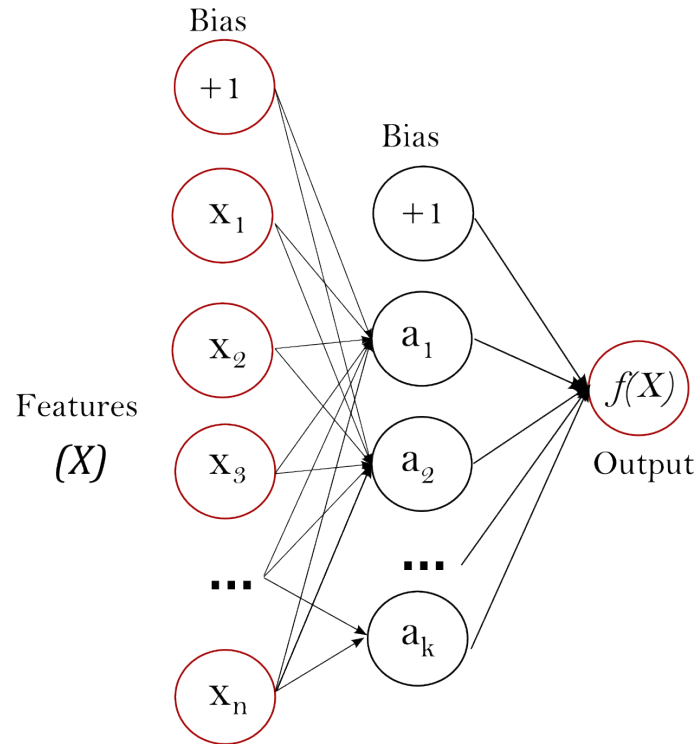 Bias
+1
x₁
x₂
x₃
...
xₙ
Features
(X)
Bias
+1
a₁
a₂
...
aₖ
f(X)
Output